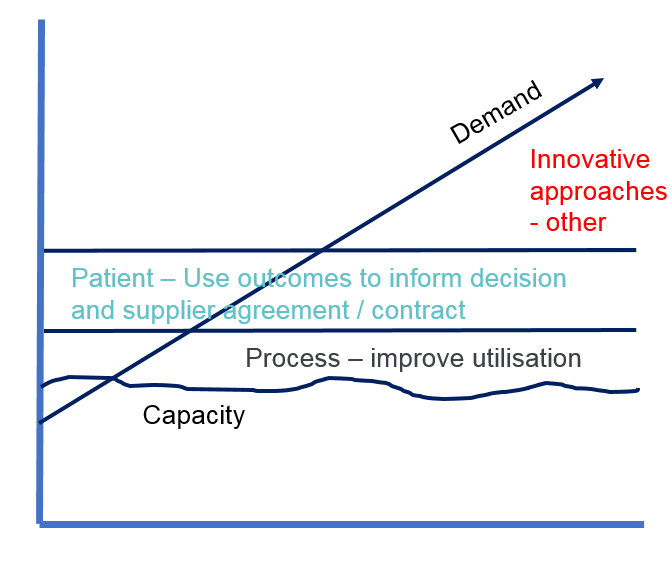 Demand
Innovative
approaches
- other
Patient – Use outcomes to inform decision
and supplier agreement / contract
Process – improve utilisation
Capacity